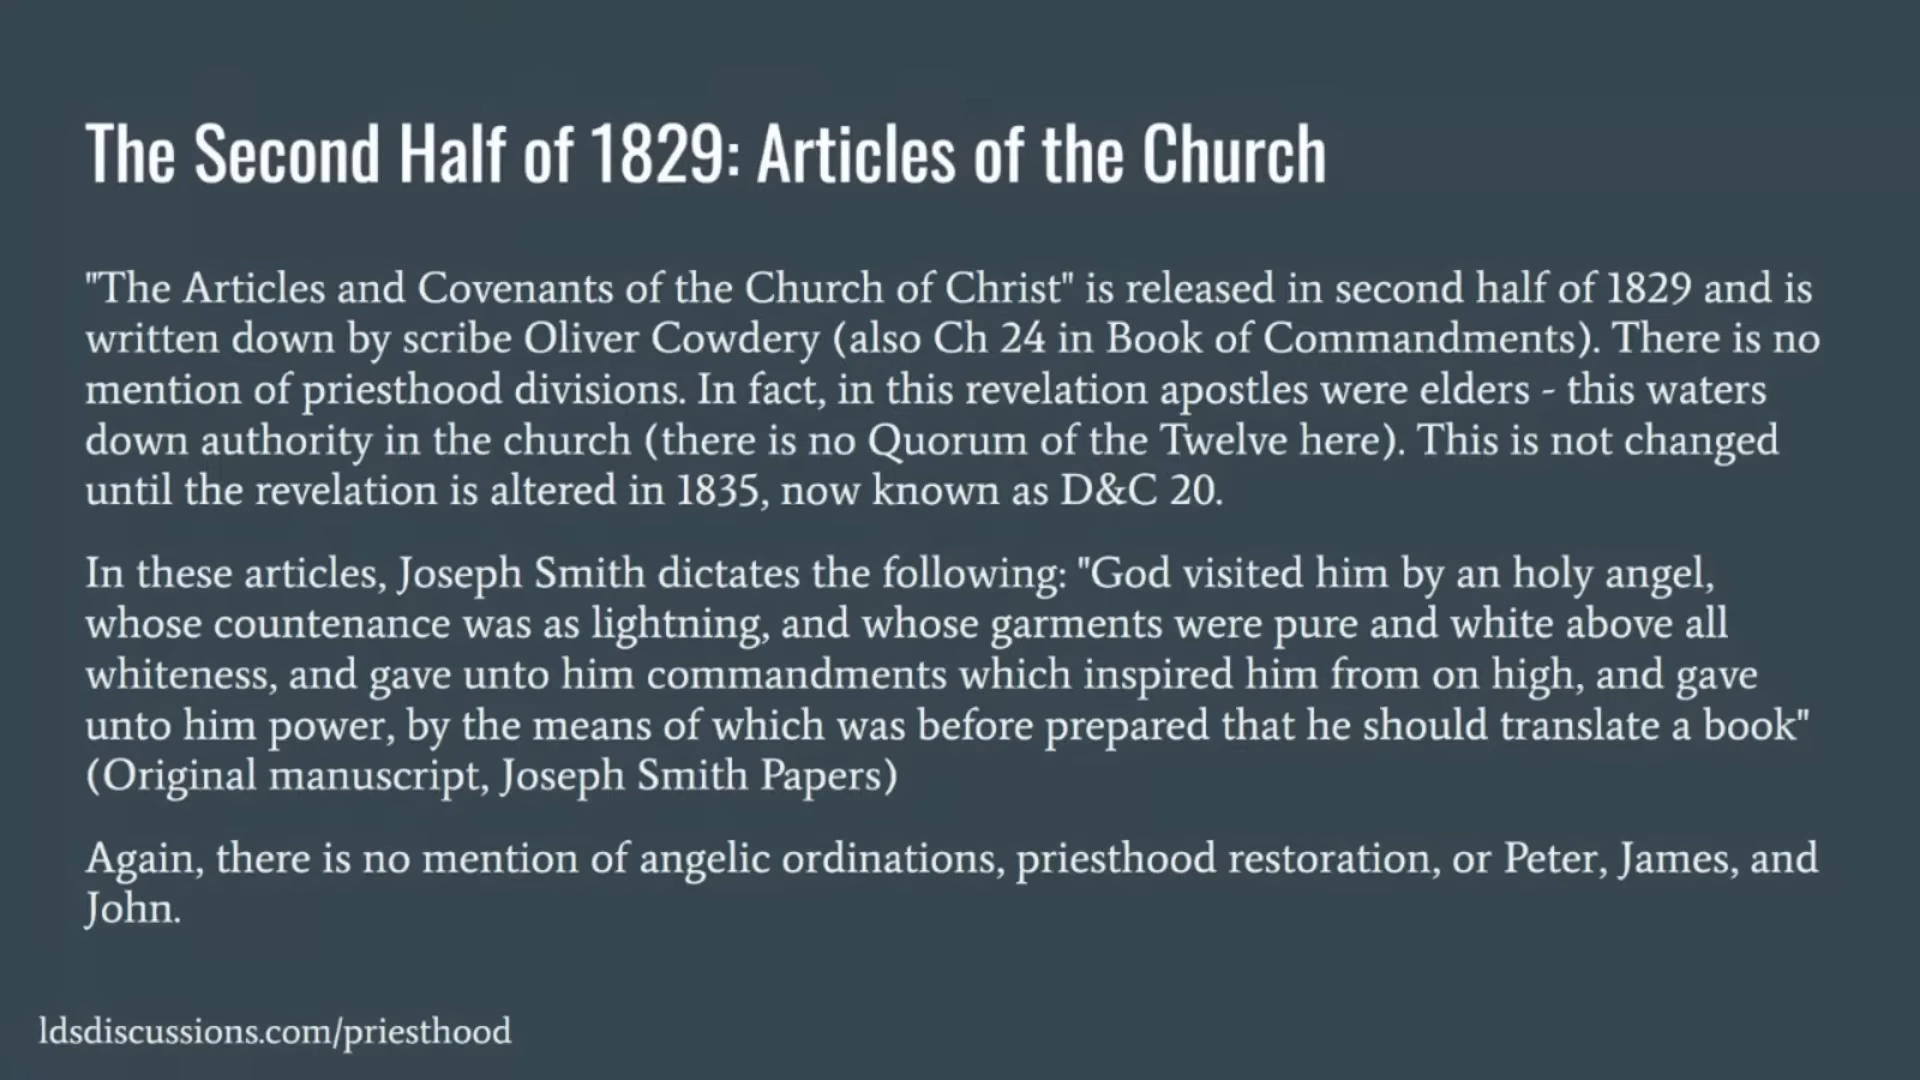 The Second Half of 1829: Articles of the Church
"The Articles and Covenants of the Church of Christ" is released in second half of 1829 and is
written down by scribe Oliver Cowdery (also Ch 24 in Book of Commandments). There is no
mention of priesthood divisions. In fact, in this revelation apostles were elders - this waters
down authority in the church (there is no Quorum of the Twelve here). This is not changed
until the revelation is altered in 1835, now known as D&C 20.
In these articles, Joseph Smith dictates the following: "God visited him by an holy angel,
whose countenance was as lightning, and whose garments were pure and white above all
whiteness, and gave unto him commandments which inspired him from on high, and gave
unto him power, by the means of which was before prepared that he should translate a book"
(Original manuscript, Joseph Smith Papers)
Again, there is no mention of angelic ordinations, priesthood restoration, or Peter, James, and
John.
ldsdiscussions.com/priesthood